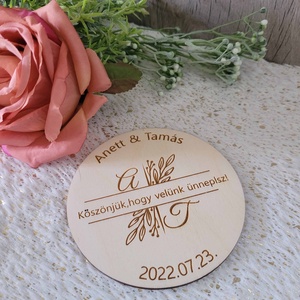 Anett & Tamás
A
Köszönjük,hogy velünk ünnepelsz!
T
2022.07.23.